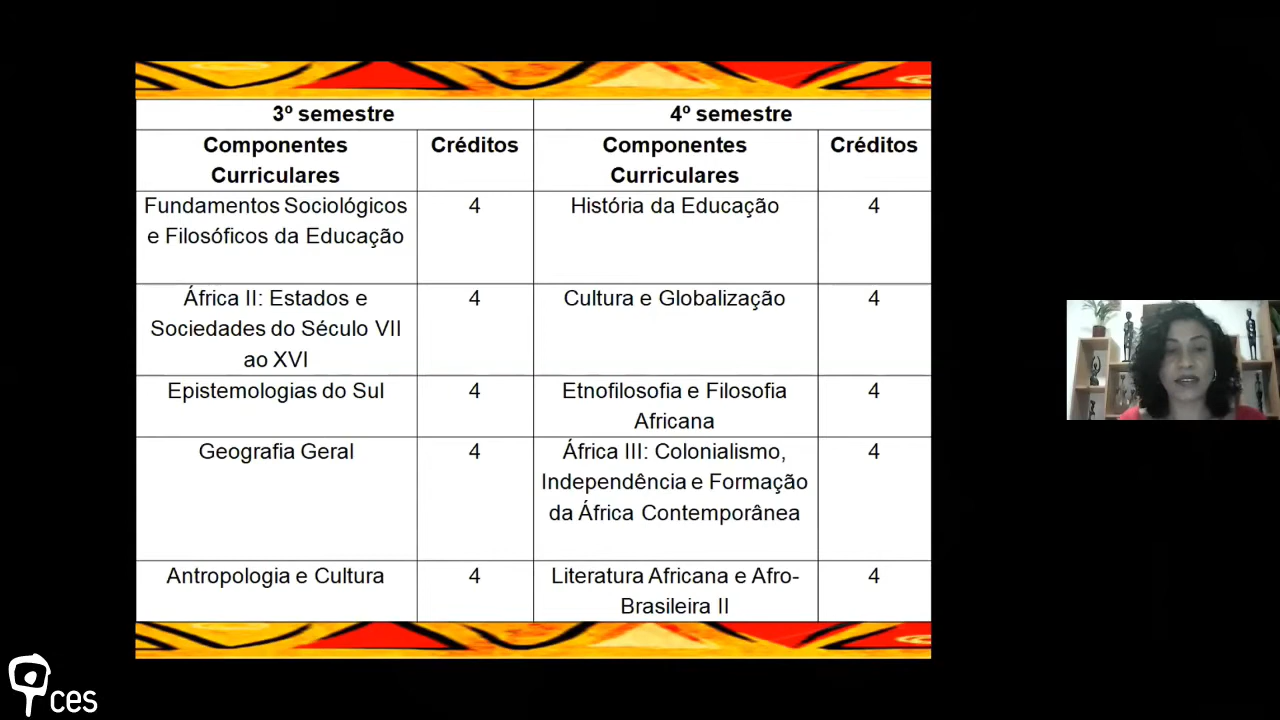 3º semestre
4º semestre
Componentes
Curriculares
Créditos
Componentes
Curriculares
Créditos
Fundamentos Sociológicos
e Filosóficos da Educação
4
História da Educação
4
África II: Estados e
Sociedades do Século VII
ao XVI
4
Cultura e Globalização
4
Epistemologias do Sul
4
Etnofilosofia e Filosofia
Africana
4
Geografia Geral
4
África III: Colonialismo,
Independência e Formação
da África Contemporânea
4
Antropologia e Cultura
4
Literatura Africana e Afro-
Brasileira II
4
ces